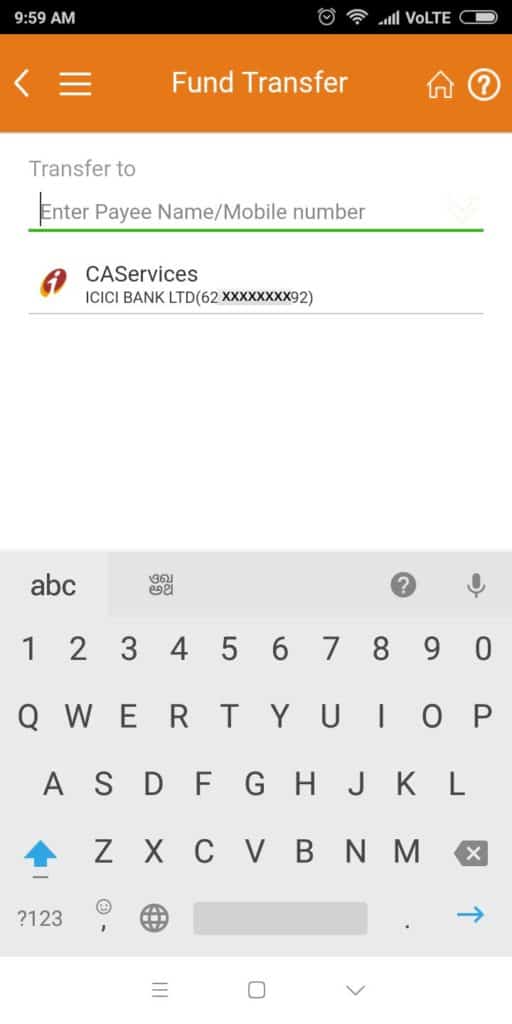 9:59 AM VoLTE
Fund Transfer
Transfer to
Enter Payee Name/Mobile number
CAServices
ICICI BANK LTD(62XXXXXXXX92)
abc
1 2 3 4 5 6 7 8 9 0
Q W E R T Y U I O P
A S D F G H J K L
Z X C V B N M
?123 , .